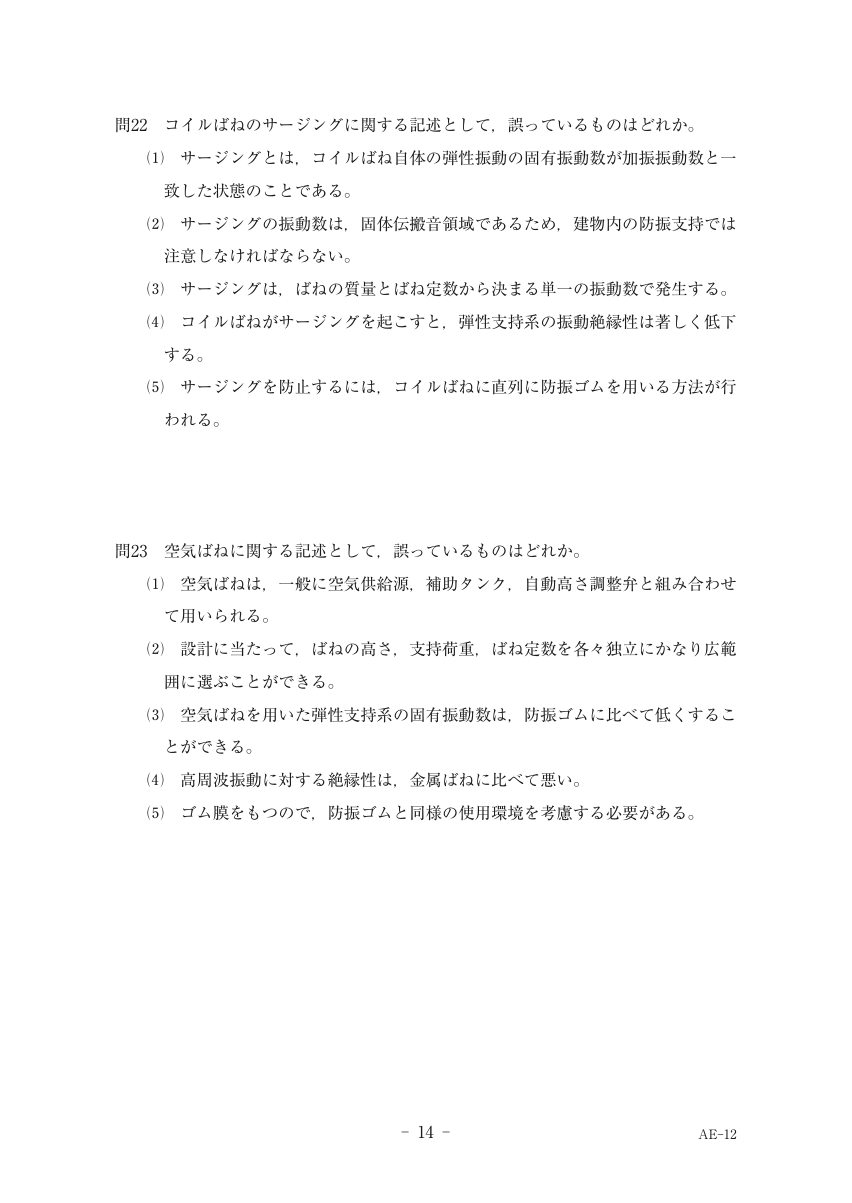 問22　コイルばねのサージングに関する記述として，誤っているものはどれか。
⑴　サージングとは，コイルばね自体の弾性振動の固有振動数が加振振動数と一
致した状態のことである。
⑵　サージングの振動数は，固体伝搬音領域であるため，建物内の防振支持では
注意しなければならない。
⑶　サージングは，ばねの質量とばね定数から決まる単一の振動数で発生する。
⑷　コイルばねがサージングを起こすと，弾性支持系の振動絶縁性は著しく低下
する。
⑸　サージングを防止するには，コイルばねに直列に防振ゴムを用いる方法が行
われる。
問23　空気ばねに関する記述として，誤っているものはどれか。
⑴　空気ばねは，一般に空気供給源，補助タンク，自動高さ調整弁と組み合わせ
て用いられる。
⑵　設計に当たって，ばねの高さ，支持荷重，ばね定数を各々独立にかなり広範
囲に選ぶことができる。
⑶　空気ばねを用いた弾性支持系の固有振動数は，防振ゴムに比べて低くするこ
とができる。
⑷　高周波振動に対する絶縁性は，金属ばねに比べて悪い。
⑸　ゴム膜をもつので，防振ゴムと同様の使用環境を考慮する必要がある。
－ 14 －
AE−12